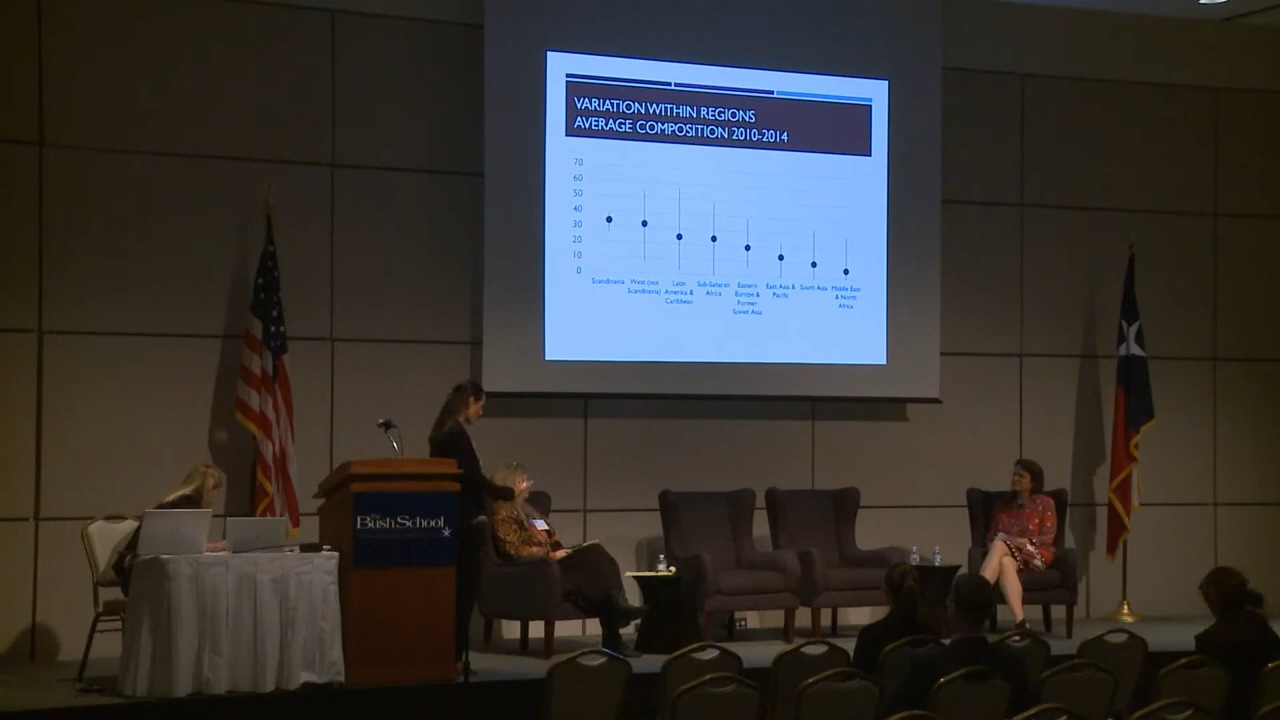 VARIATION WITHIN REGIONS
AVERAGE COMPOSITION 2010-2014
70
60
50
40
30
20
10
0
Scandinavia
West (not
Scandinavia)
Latin
America &
Caribbean
Sub-Saharan
Africa
Eastern
Europe &
Former
Soviet Asia
East Asia &
Pacific
South Asia
Middle East
& North
Africa
The
Bush School